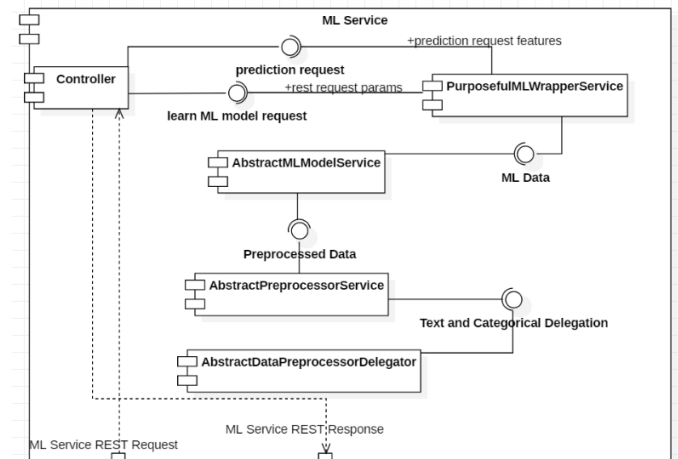 ML Service
+prediction request features
Controller
prediction request
PurposefulMLWrapperService
+rest request params
learn ML model request
AbstractMLModelService
ML Data
Preprocessed Data
AbstractPreprocessorService
Text and Categorical Delegation
AbstractDataPreprocessorDelegator
ML Service REST Response
ML Service REST Request